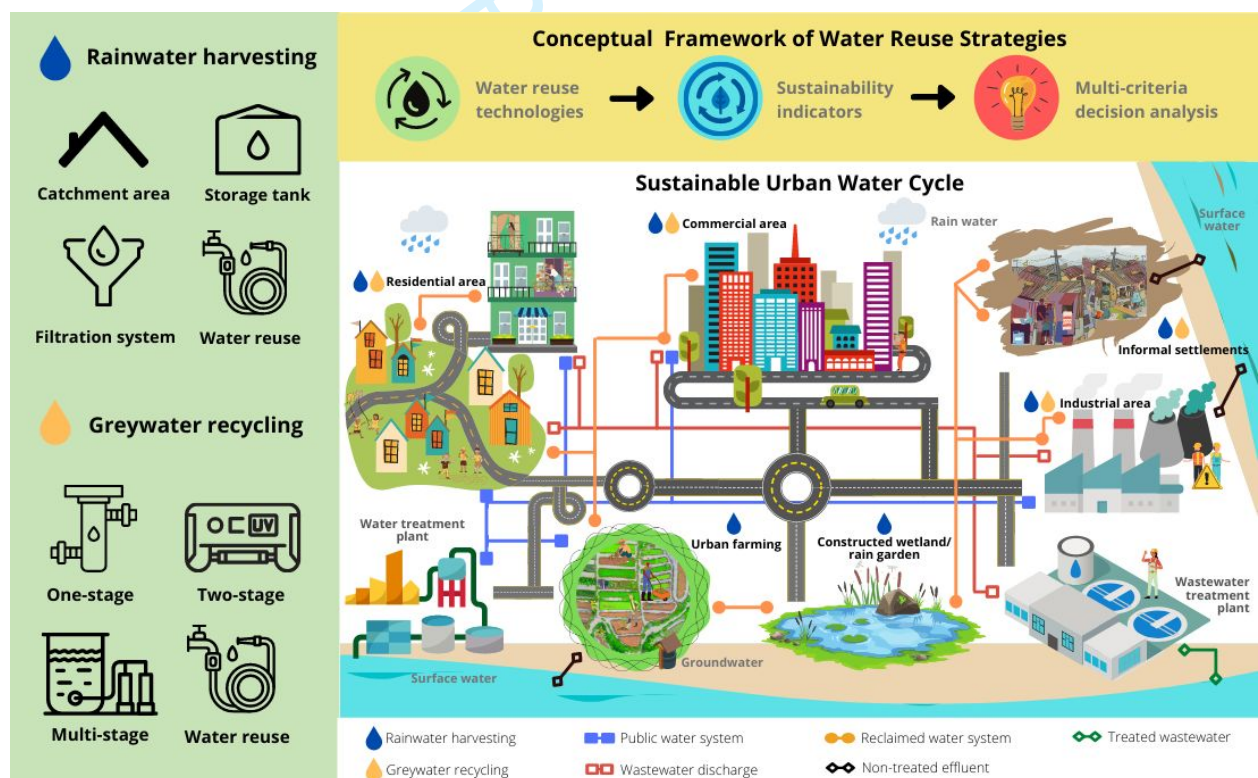 Rainwater harvesting
Catchment area
Storage tank
Filtration system
Water reuse
Greywater recycling
One-stage
Two-stage
UV
Multi-stage
Water reuse
Conceptual Framework of Water Reuse Strategies
Water reuse
technologies
Sustainability
indicators
Multi-criteria
decision analysis
Sustainable Urban Water Cycle
Residential area
Commercial area
Rain water
Surface
water
Informal settlements
Industrial area
Water treatment
plant
Urban farming
Constructed wetland/
rain garden
Wastewater
treatment
plant
Groundwater
Surface water
Rainwater harvesting
Public water system
Reclaimed water system
Treated wastewater
Greywater recycling
Wastewater discharge
Non-treated effluent